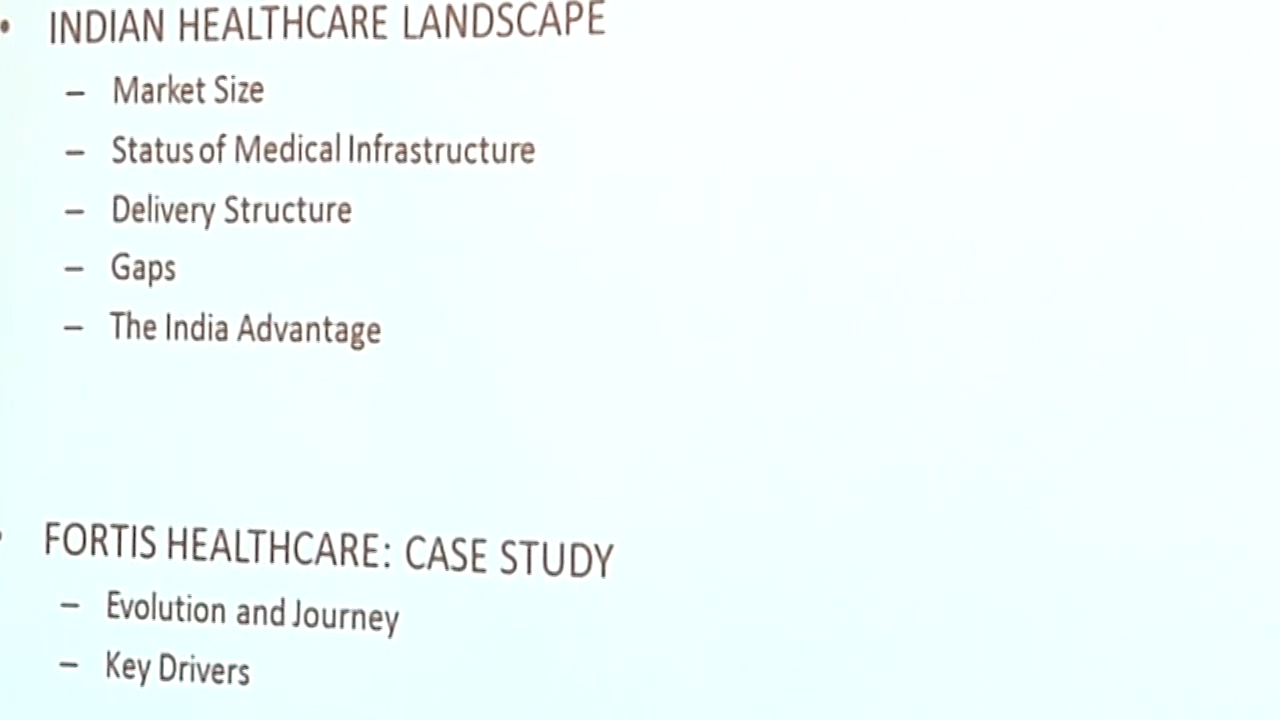 • INDIAN HEALTHCARE LANDSCAPE
– Market Size
– Status of Medical Infrastructure
– Delivery Structure
– Gaps
– The India Advantage
• FORTIS HEALTHCARE: CASE STUDY
– Evolution and Journey
– Key Drivers